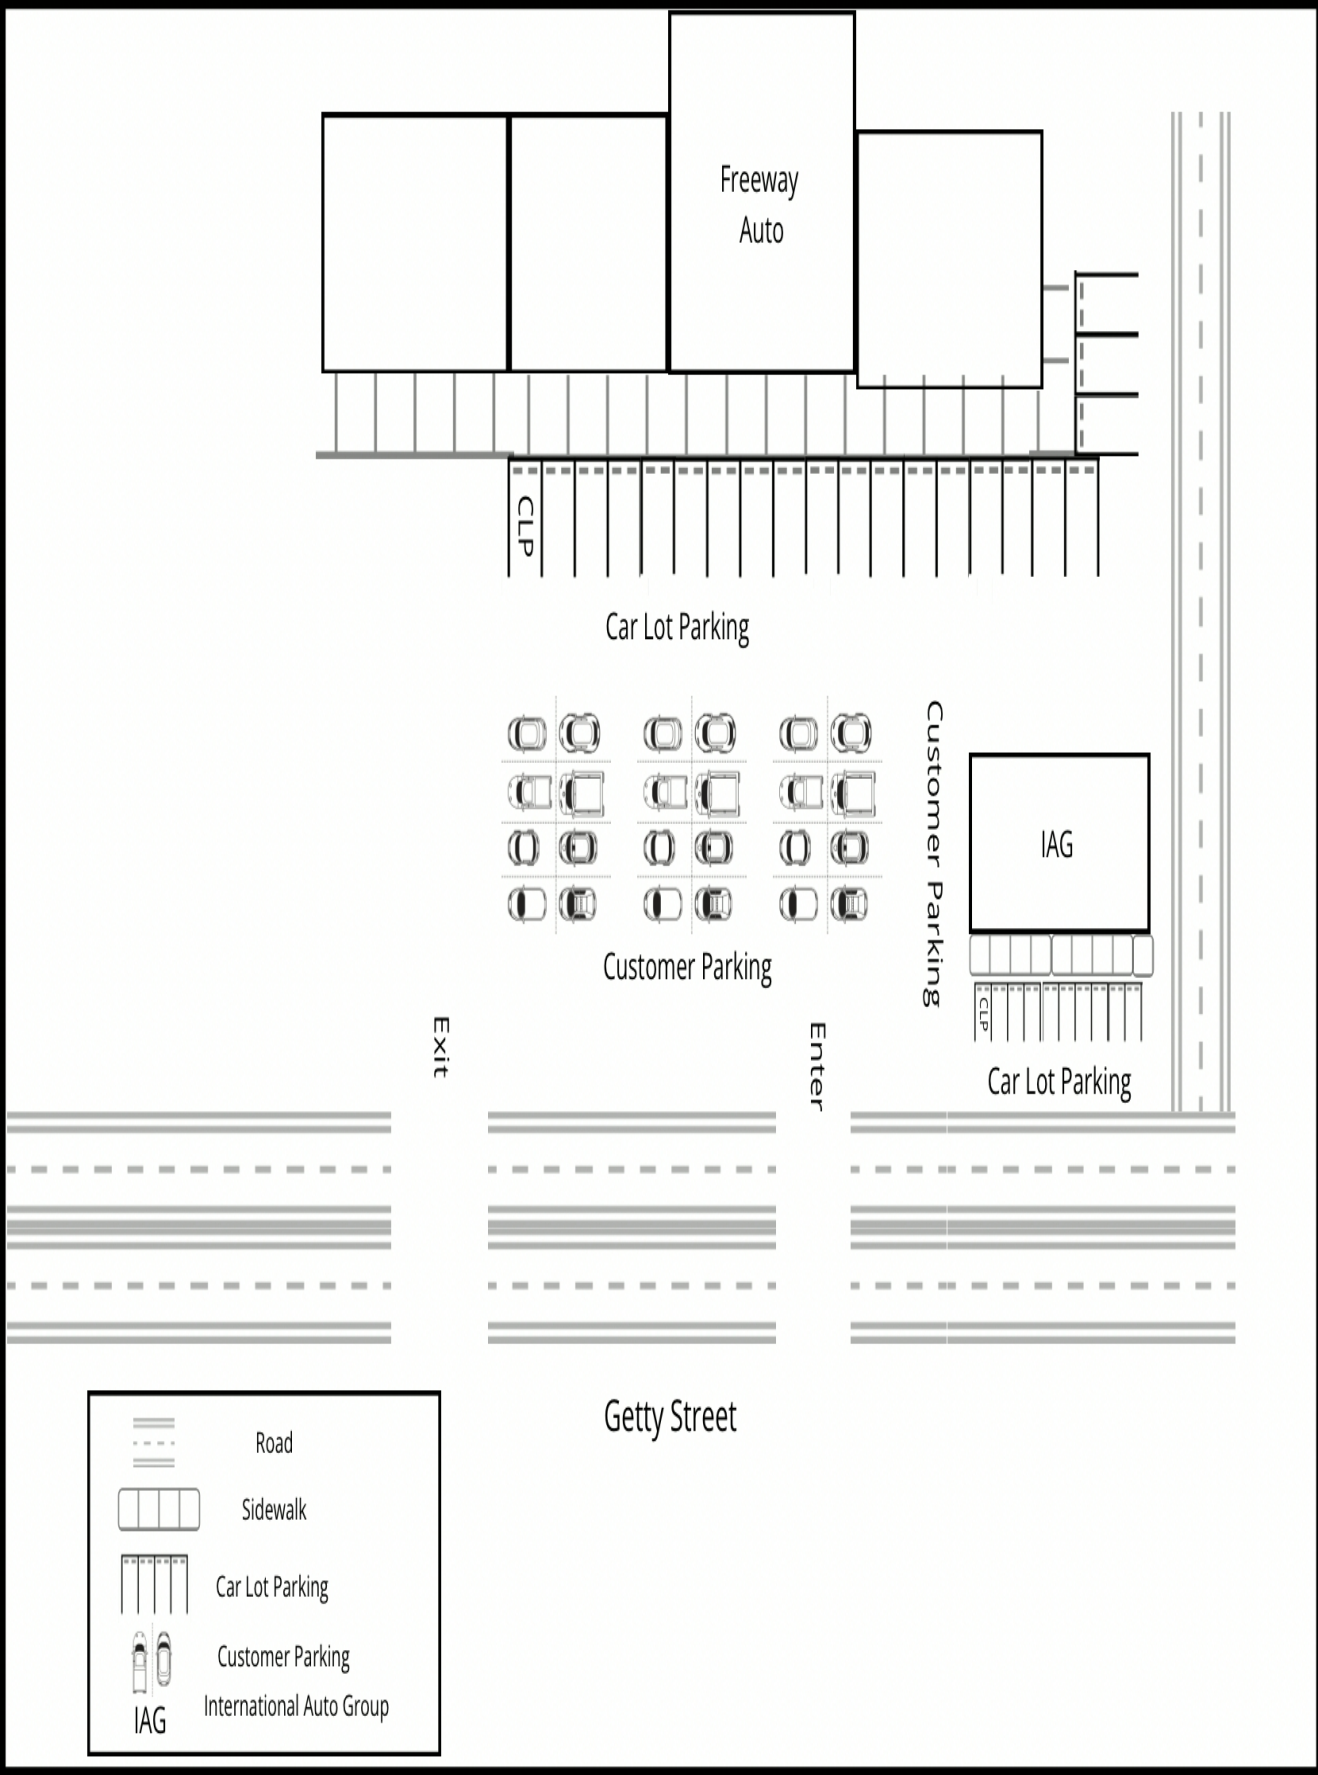 Freeway
Auto
CLP
Car Lot Parking
Customer Parking
IAG
Customer Parking
CLP
Exit
Enter
Car Lot Parking
Getty Street
Road
Sidewalk
Car Lot Parking
Customer Parking
IAG International Auto Group